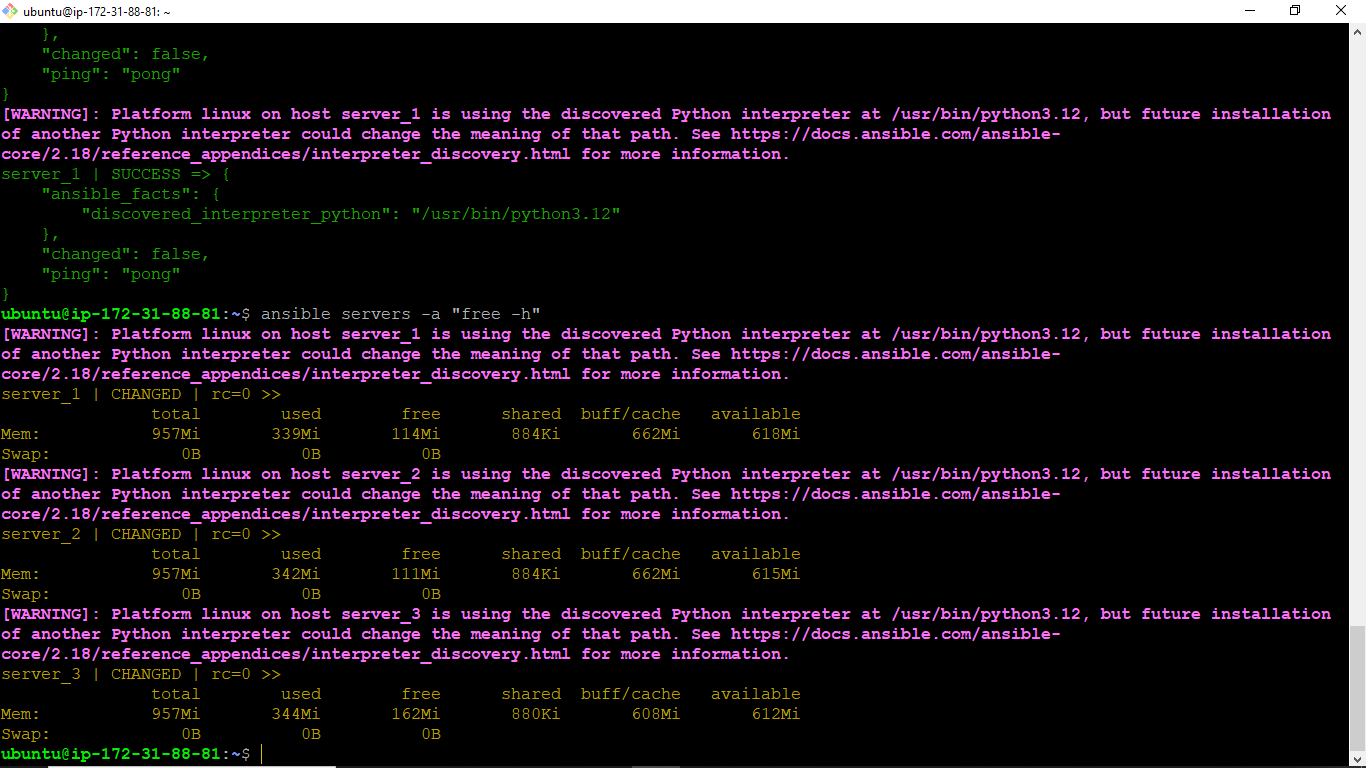 ubuntu@ip-172-31-88-81: ~
    },
    "changed": false,
    "ping": "pong"
}
[WARNING]: Platform linux on host server_1 is using the discovered Python interpreter at /usr/bin/python3.12, but future installation
of another Python interpreter could change the meaning of that path. See https://docs.ansible.com/ansible-
core/2.18/reference_appendices/interpreter_discovery.html for more information.
server_1 | SUCCESS => {
    "ansible_facts": {
        "discovered_interpreter_python": "/usr/bin/python3.12"
    },
    "changed": false,
    "ping": "pong"
}
ubuntu@ip-172-31-88-81:~$ ansible servers -a "free -h"
[WARNING]: Platform linux on host server_1 is using the discovered Python interpreter at /usr/bin/python3.12, but future installation
of another Python interpreter could change the meaning of that path. See https://docs.ansible.com/ansible-
core/2.18/reference_appendices/interpreter_discovery.html for more information.
server_1 | CHANGED | rc=0 >>
               total        used        free      shared  buff/cache   available
Mem:           957Mi       339Mi       114Mi       884Ki       662Mi       618Mi
Swap:             0B          0B          0B
[WARNING]: Platform linux on host server_2 is using the discovered Python interpreter at /usr/bin/python3.12, but future installation
of another Python interpreter could change the meaning of that path. See https://docs.ansible.com/ansible-
core/2.18/reference_appendices/interpreter_discovery.html for more information.
server_2 | CHANGED | rc=0 >>
               total        used        free      shared  buff/cache   available
Mem:           957Mi       342Mi       111Mi       884Ki       662Mi       615Mi
Swap:             0B          0B          0B
[WARNING]: Platform linux on host server_3 is using the discovered Python interpreter at /usr/bin/python3.12, but future installation
of another Python interpreter could change the meaning of that path. See https://docs.ansible.com/ansible-
core/2.18/reference_appendices/interpreter_discovery.html for more information.
server_3 | CHANGED | rc=0 >>
               total        used        free      shared  buff/cache   available
Mem:           957Mi       344Mi       162Mi       880Ki       608Mi       612Mi
Swap:             0B          0B          0B
ubuntu@ip-172-31-88-81:~$